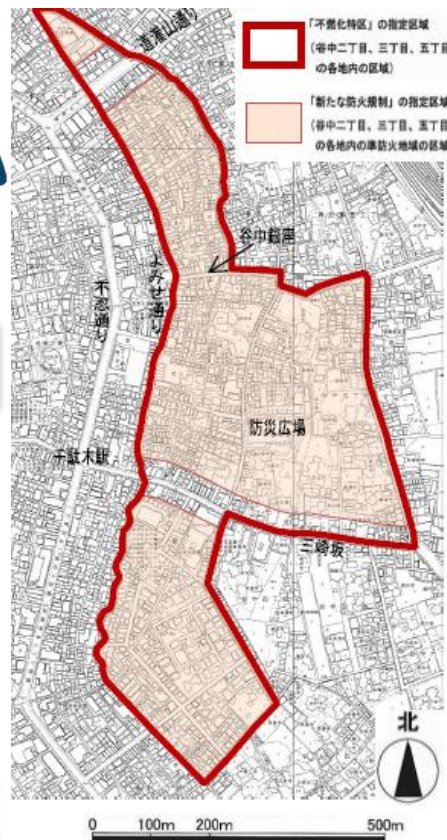 「不燃化特区」の指定区域
（谷中二丁目、三丁目、五丁目
の各地内の区域）
「新たな防火規制」の指定区域
（谷中二丁目、三丁目、五丁目
の各地内の準防火地域の区域
道灌山通り
谷中銀座
よみせ通り
不忍通り
防災広場
千駄木駅
三崎坂
北
0 100m 200m 500m